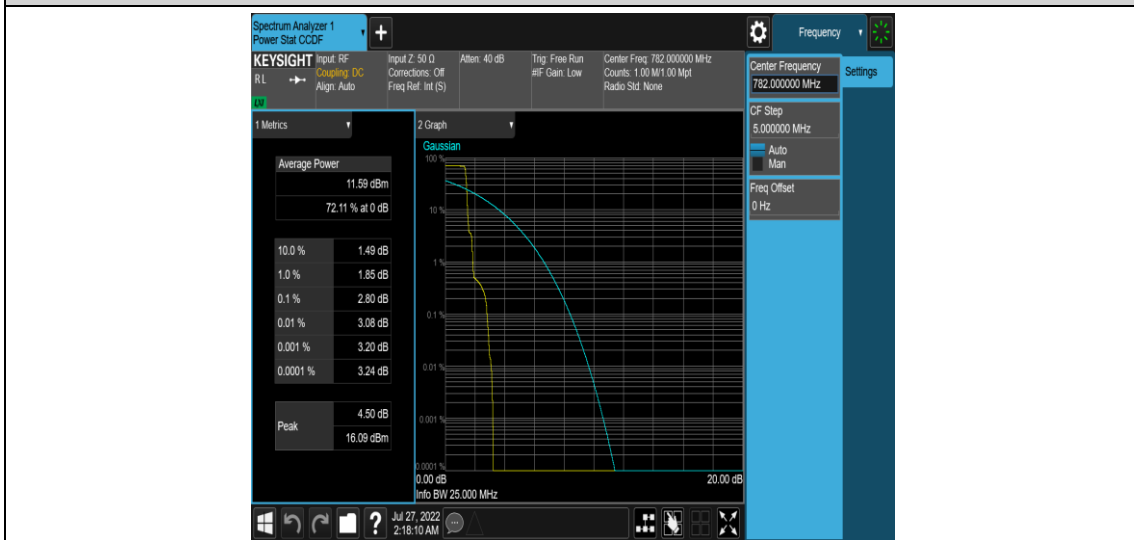 Spectrum Analyzer 1
Power Stat CCDF
+
Frequency
KEYSIGHT
RL
LNI
Input: RF
Coupling: DC
Align: Auto
Input Z: 50 Ω
Corrections: Off
Freq Ref: Int (S)
Atten: 40 dB
Trig: Free Run
#IF Gain: Low
Center Freq: 782.000000 MHz
Counts: 1.00 M/1.00 Mpt
Radio Std: None
Center Frequency
782.000000 MHz
Settings
CF Step
5.000000 MHz
Auto
Man
Freq Offset
0 Hz
1 Metrics
Average Power
11.59 dBm
72.11 % at 0 dB
10.0 % 1.49 dB
1.0 % 1.85 dB
0.1 % 2.80 dB
0.01 % 3.08 dB
0.001 % 3.20 dB
0.0001 % 3.24 dB
Peak
4.50 dB
16.09 dBm
2 Graph
Gaussian
100 %
10 %
1 %
0.1 %
0.01 %
0.001 %
0.0001 %
0.00 dB 20.00 dB
Info BW 25.000 MHz
?
Jul 27, 2022
2:18:10 AM